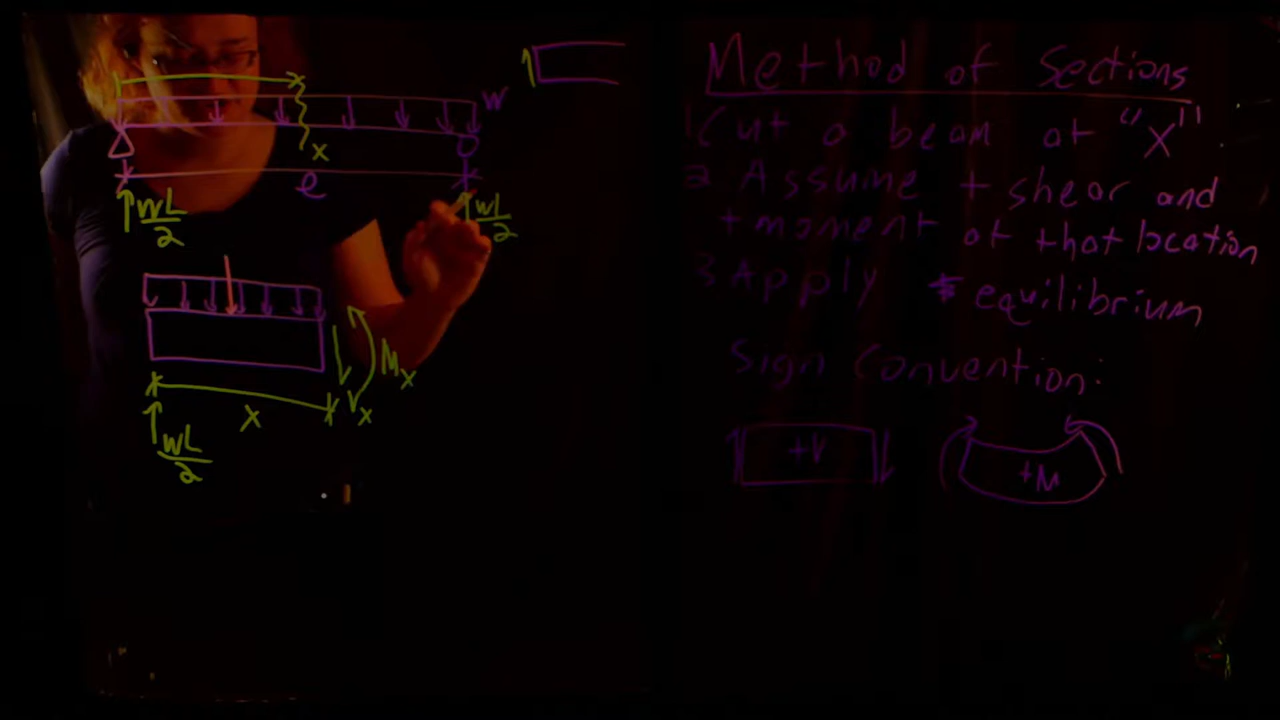 w
x
e
wL
2
wL
2
Mx
Vx
x
wL
2
Method of Sections
1 Cut a beam at "X".
2 Assume + shear and
+ moment at that location
3 Apply equilibrium
Sign Convention:
+V
+M